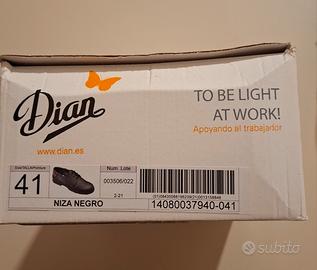 Dian
www.dian.es
TO BE LIGHT
AT WORK!
Apoyando al trabajador
41
Num. Lote
003506/022
2-21
NIZA NEGRO
14080037940-041
subito